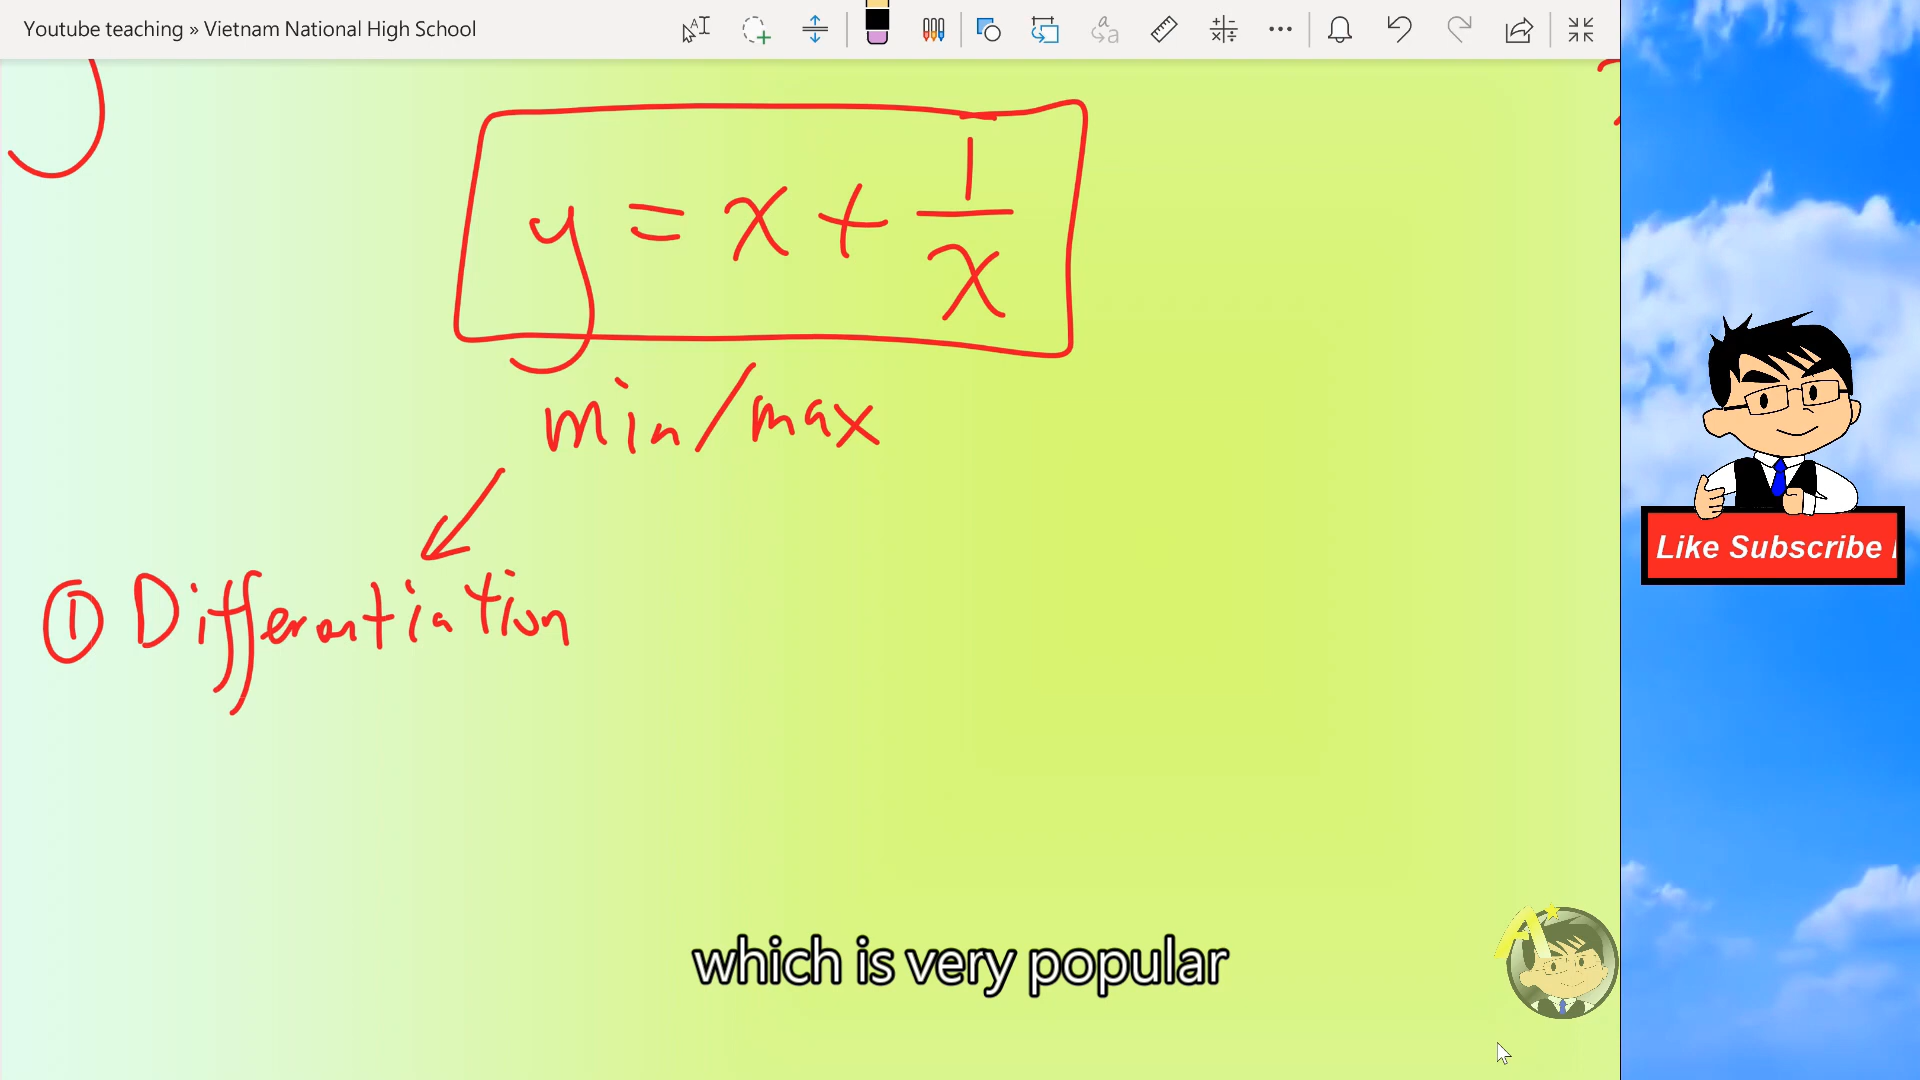 Youtube teaching » Vietnam National High School
y = x + 1/x
min/max
① Differentiation
Like Subscribe
which is very popular
A